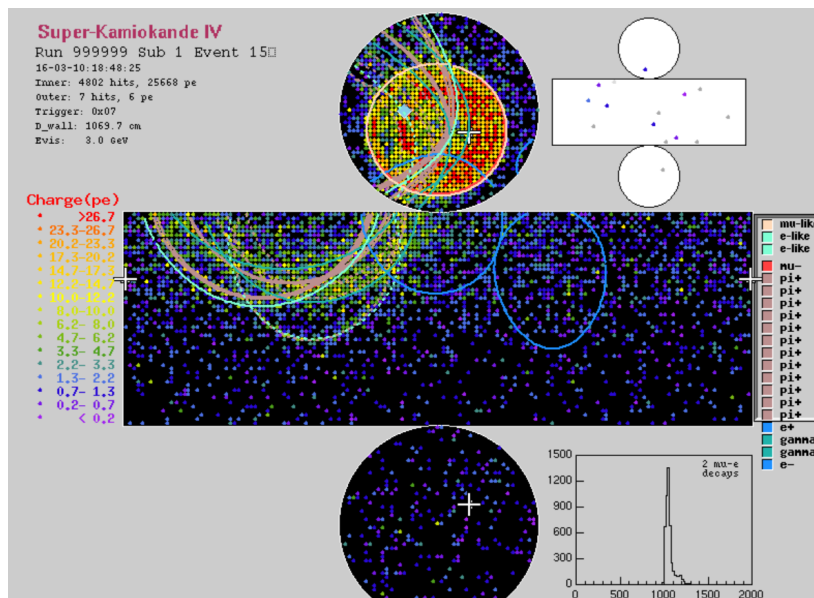 Super-Kamiokande IV
Run 999999 Sub 1 Event 15
16-03-10:18:48:25
Inner: 4802 hits, 25668 pe
Outer: 7 hits, 6 pe
Trigger: 0x07
D_wall: 1069.7 cm
Evis: 3.0 GeV
Charge(pe)
>26.7
23.3-26.7
20.2-23.3
17.3-20.2
14.7-17.3
12.2-14.7
10.0-12.2
8.0-10.0
6.2- 8.0
4.7- 6.2
3.3- 4.7
2.2- 3.3
1.3- 2.2
0.7- 1.3
0.2- 0.7
< 0.2
mu-like
e-like
e-like
mu-
pi+
pi+
pi+
pi+
pi+
pi+
pi+
pi+
pi+
pi+
pi+
pi+
e+
gamma
gamma
e-
2 mu-e
decays
1500
1200
900
600
300
0
0 500 1000 1500 2000